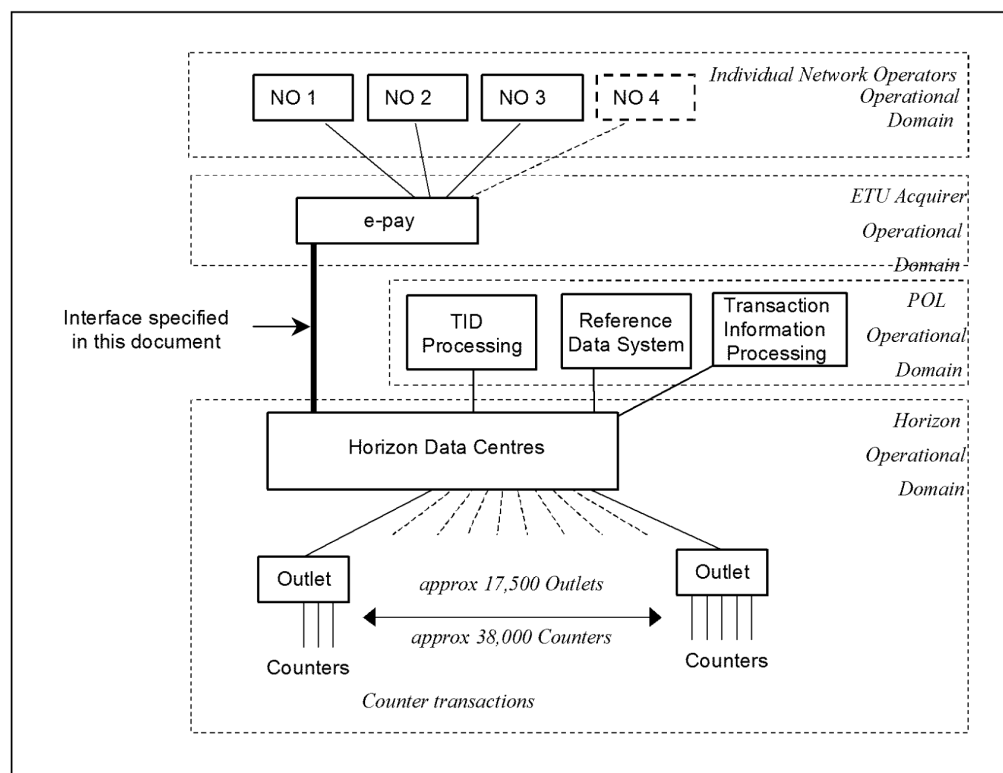 Individual Network Operators
Operational
Domain
NO 1
NO 2
NO 3
NO 4
ETU Acquirer
Operational
Domain
e-pay
Interface specified
in this document
POL
Operational
Domain
TID
Processing
Reference
Data System
Transaction
Information
Processing
Horizon
Operational
Domain
Horizon Data Centres
Outlet
Outlet
approx 17,500 Outlets
approx 38,000 Counters
Counters
Counters
Counter transactions